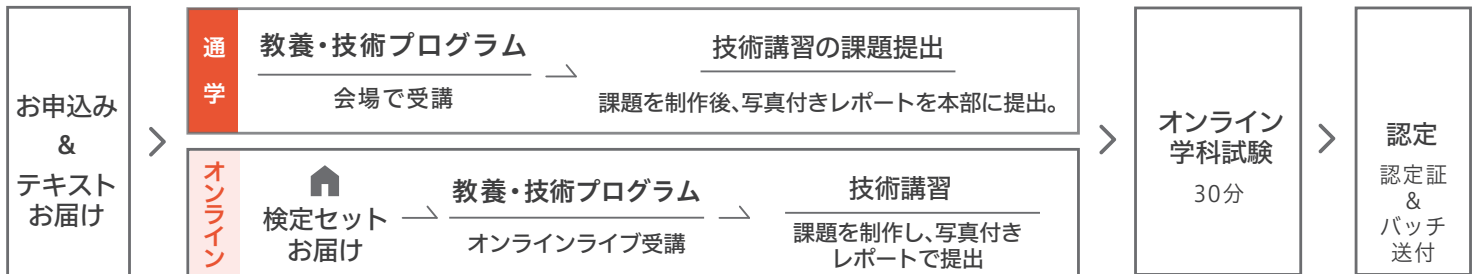 お申込み
&
テキスト
お届け
通学
教養・技術プログラム
会場で受講
技術講習の課題提出
課題を制作後、写真付きレポートを本部に提出。
オンライン
検定セット
お届け
教養・技術プログラム
オンラインライブ受講
技術講習
課題を制作し、写真付き
レポートで提出
オンライン
学科試験
30分
認定
認定証
&
バッチ
送付